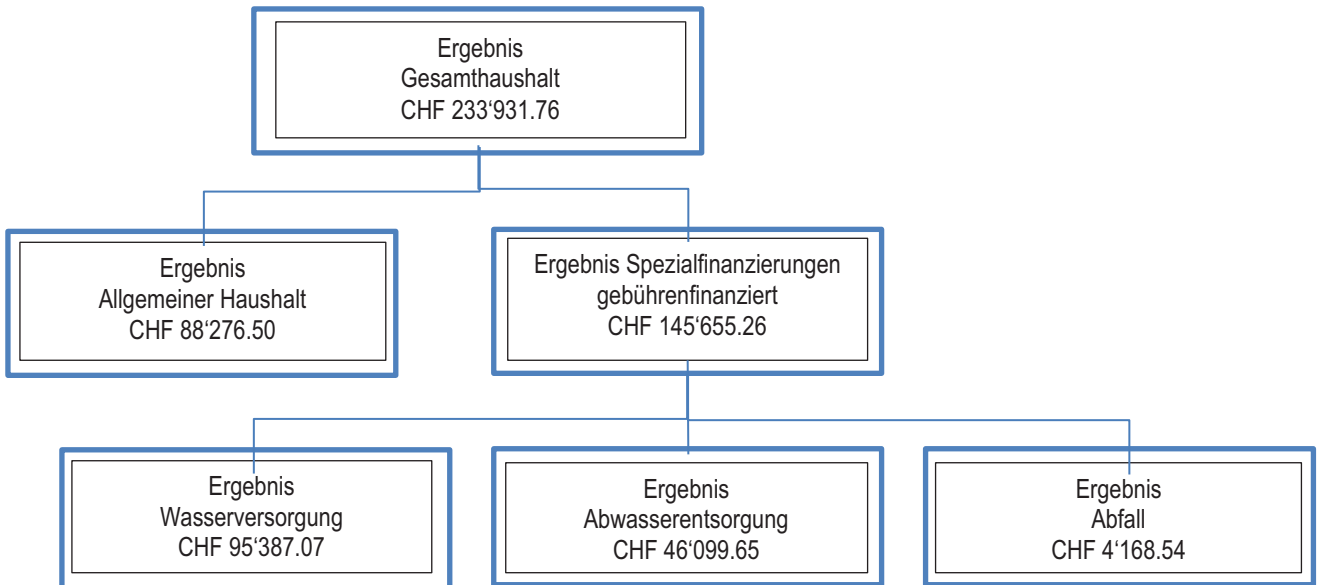 Ergebnis
Gesamthaushalt
CHF 233‘931.76
Ergebnis
Allgemeiner Haushalt
CHF 88‘276.50
Ergebnis Spezialfinanzierungen
gebührenfinanziert
CHF 145‘655.26
Ergebnis
Wasserversorgung
CHF 95‘387.07
Ergebnis
Abwasserentsorgung
CHF 46‘099.65
Ergebnis
Abfall
CHF 4‘168.54